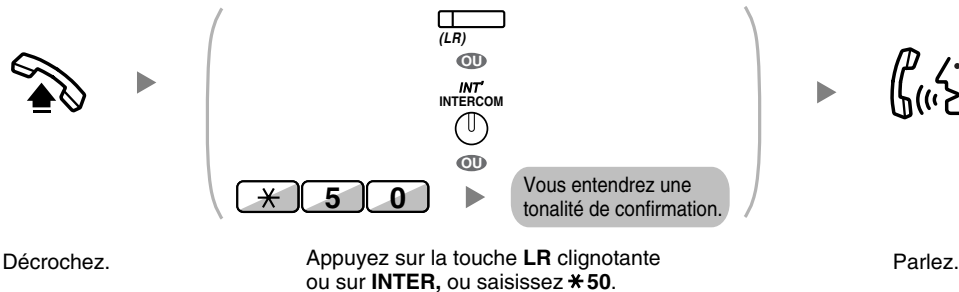 (LR)
OU
INT'
INTERCOM
OU
* 5 0
Vous entendrez une
tonalité de confirmation.
Décrochez.
Appuyez sur la touche LR clignotante
ou sur INTER, ou saisissez *50.
Parlez.